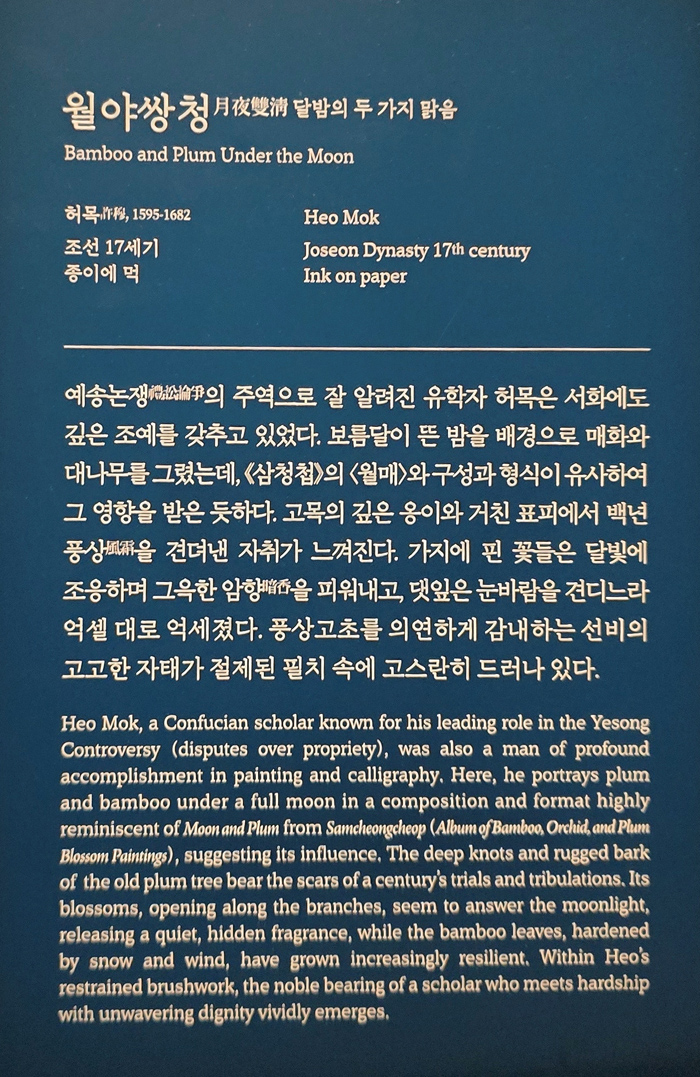 월야쌍청月夜雙淸 달밤의 두 가지 맑음
Bamboo and Plum Under the Moon
허목許穆, 1595-1682
Heo Mok
조선 17세기
Joseon Dynasty 17th century
종이에 먹
Ink on paper
예송논쟁禮訟論爭의 주역으로 잘 알려진 유학자 허목은 서화에도
깊은 조예를 갖추고 있었다. 보름달이 뜬 밤을 배경으로 매화와
대나무를 그렸는데, 《삼청첩》의 〈월매〉와 구성과 형식이 유사하여
그 영향을 받은 듯하다. 고목의 깊은 옹이와 거친 표피에서 백년
풍상風霜을 견뎌낸 자취가 느껴진다. 가지에 핀 꽃들은 달빛에
조응하며 그윽한 암향暗香을 피워내고, 댓잎은 눈바람을 견디느라
억셀 대로 억세졌다. 풍상고초를 의연하게 감내하는 선비의
고고한 자태가 절제된 필치 속에 고스란히 드러나 있다.
Heo Mok, a Confucian scholar known for his leading role in the Yesong
Controversy (disputes over propriety), was also a man of profound
accomplishment in painting and calligraphy. Here, he portrays plum
and bamboo under a full moon in a composition and format highly
reminiscent of Moon and Plum from Samcheongcheop (Album of Bamboo, Orchid, and Plum
Blossom Paintings), suggesting its influence. The deep knots and rugged bark
of the old plum tree bear the scars of a century's trials and tribulations. Its
blossoms, opening along the branches, seem to answer the moonlight,
releasing a quiet, hidden fragrance, while the bamboo leaves, hardened
by snow and wind, have grown increasingly resilient. Within Heo's
restrained brushwork, the noble bearing of a scholar who meets hardship
with unwavering dignity vividly emerges.